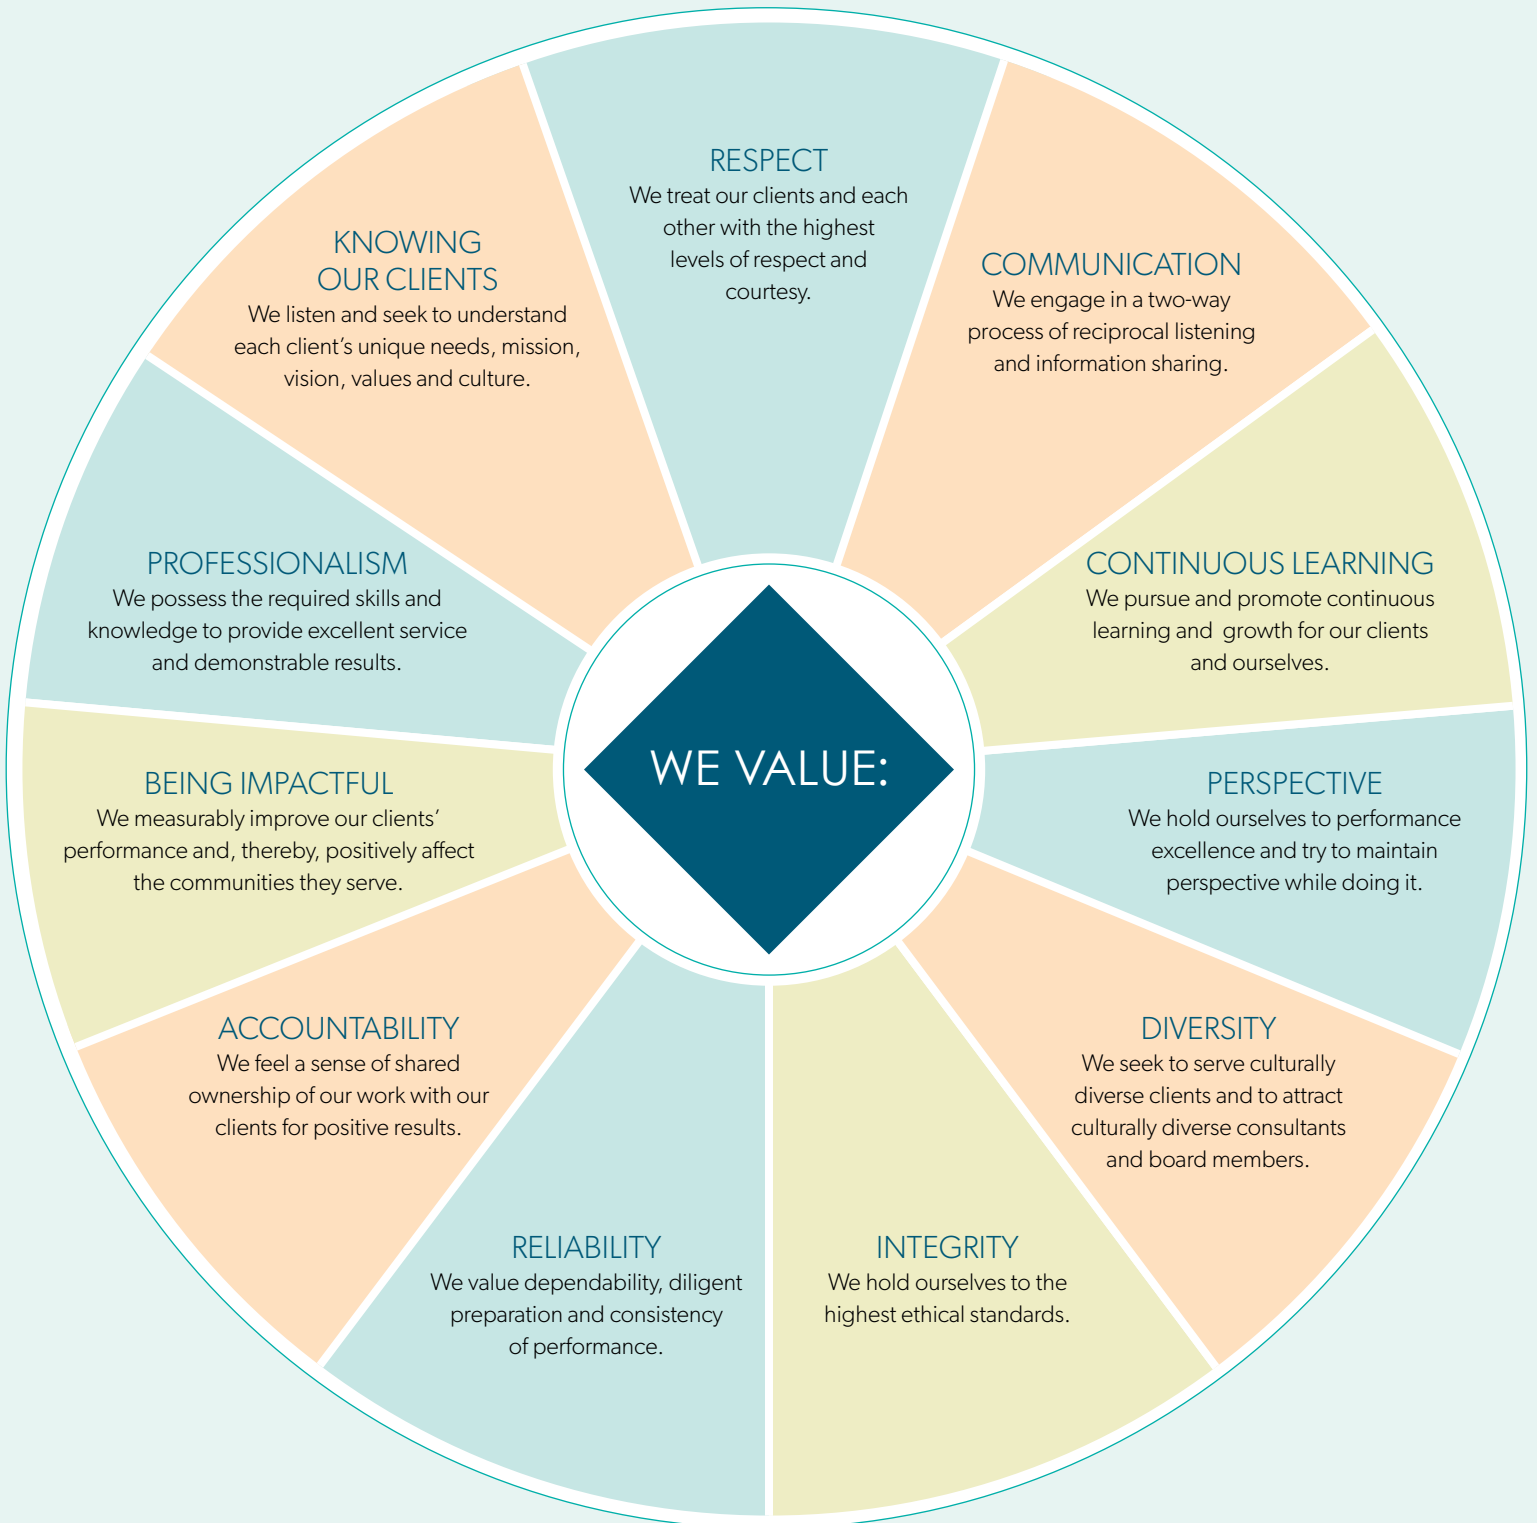 RESPECT
We treat our clients and each
other with the highest
levels of respect and
courtesy.
COMMUNICATION
We engage in a two-way
process of reciprocal listening
and information sharing.
CONTINUOUS LEARNING
We pursue and promote continuous
learning and growth for our clients
and ourselves.
PERSPECTIVE
We hold ourselves to performance
excellence and try to maintain
perspective while doing it.
DIVERSITY
We seek to serve culturally
diverse clients and to attract
culturally diverse consultants
and board members.
INTEGRITY
We hold ourselves to the
highest ethical standards.
RELIABILITY
We value dependability, diligent
preparation and consistency
of performance.
ACCOUNTABILITY
We feel a sense of shared
ownership of our work with our
clients for positive results.
BEING IMPACTFUL
We measurably improve our clients’
performance and, thereby, positively affect
the communities they serve.
PROFESSIONALISM
We possess the required skills and
knowledge to provide excellent service
and demonstrable results.
KNOWING
OUR CLIENTS
We listen and seek to understand
each client’s unique needs, mission,
vision, values and culture.
WE VALUE: